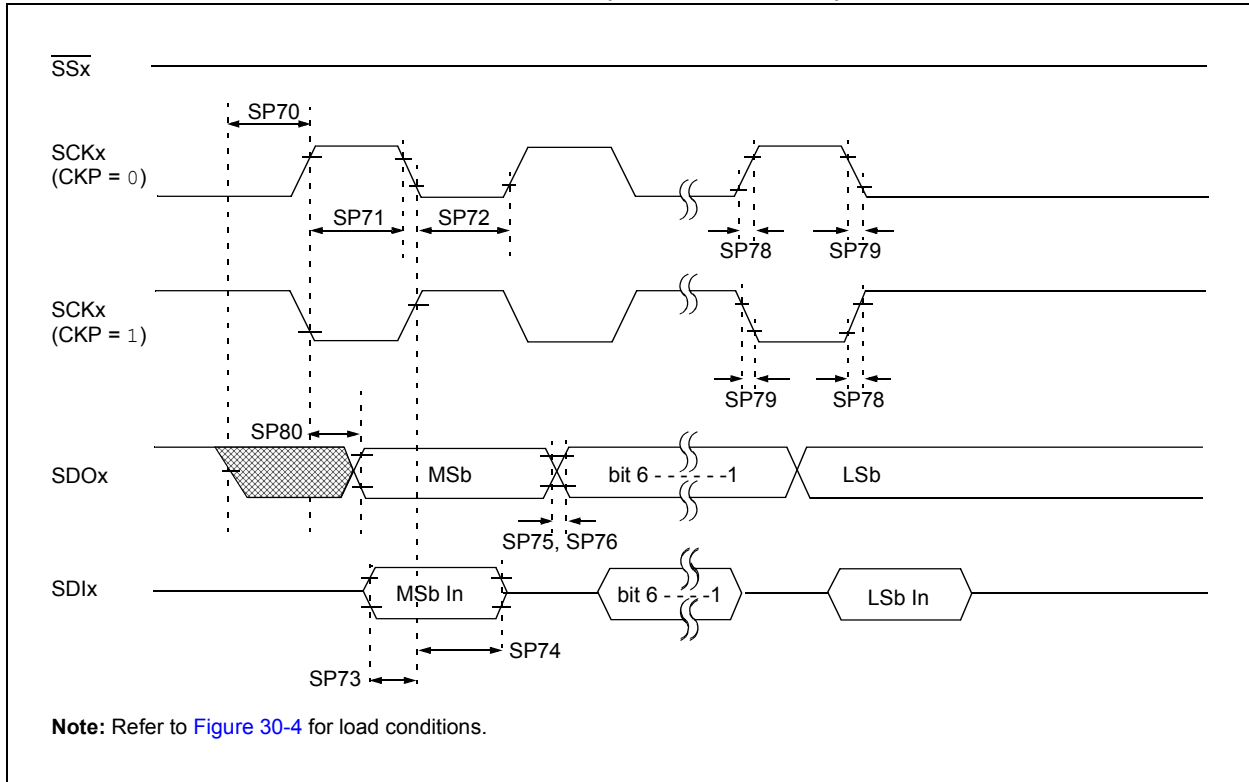 SSx
SP70
SCKx
(CKP = 0)
SP71
SP72
SP78
SP79
SCKx
(CKP = 1)
SP79
SP78
SP80
SDOx
MSb
bit 6 - - - - - -1
LSb
SP75, SP76
SDIx
MSb In
bit 6 - - - -1
LSb In
SP74
SP73
Note: Refer to Figure 30-4 for load conditions.